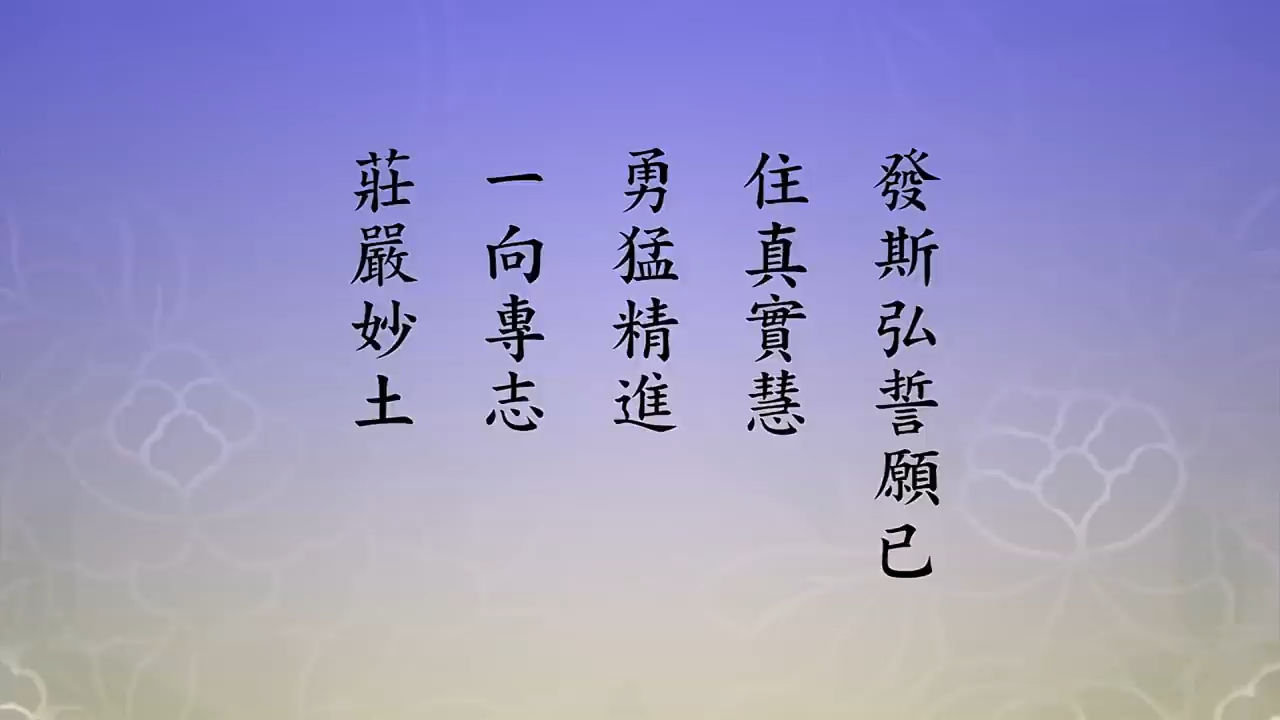 發斯弘誓願已
住真實慧
勇猛精進
一向專志
莊嚴妙土